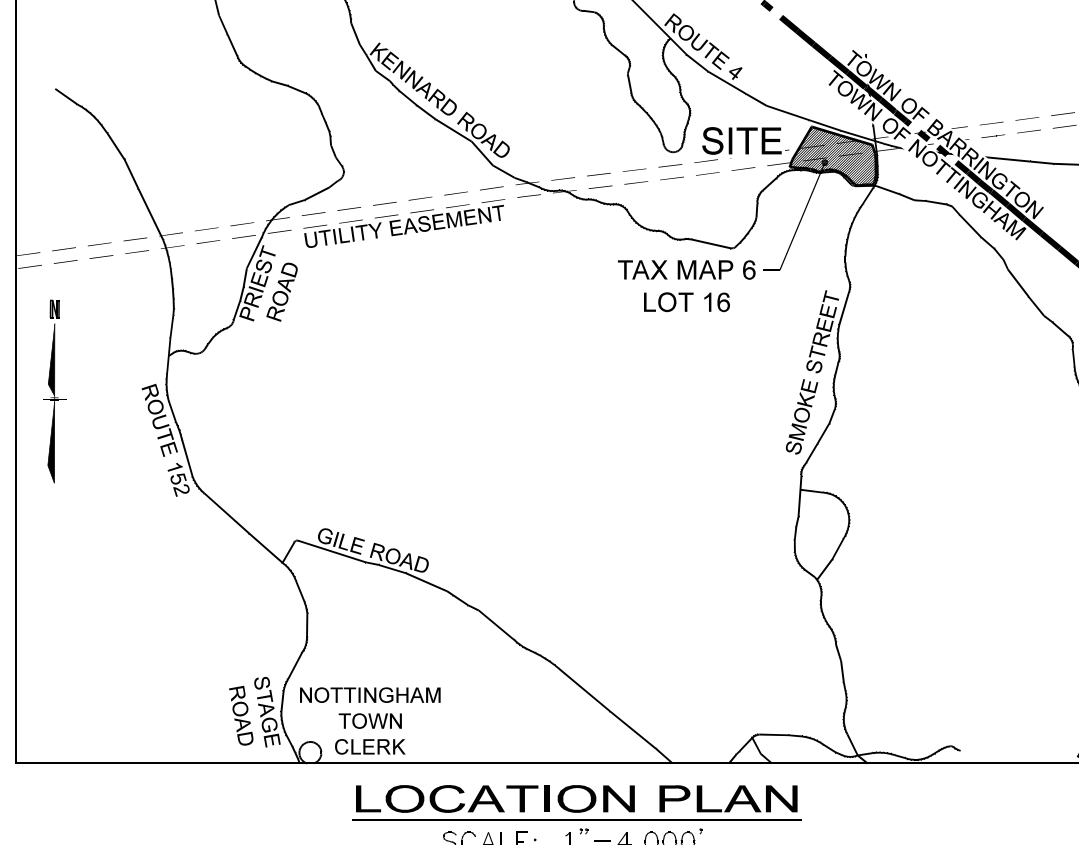 ROUTE 4
KENNARD ROAD
TOWN OF BARRINGTON
TOWN OF NOTTINGHAM
SITE
UTILITY EASEMENT
PRIEST
ROAD
TAX MAP 6
LOT 16
N
SMOKE STREET
ROUTE 152
GILE ROAD
STAGE
ROAD
NOTTINGHAM
TOWN
CLERK
LOCATION PLAN
SCALE: 1"=4,000'